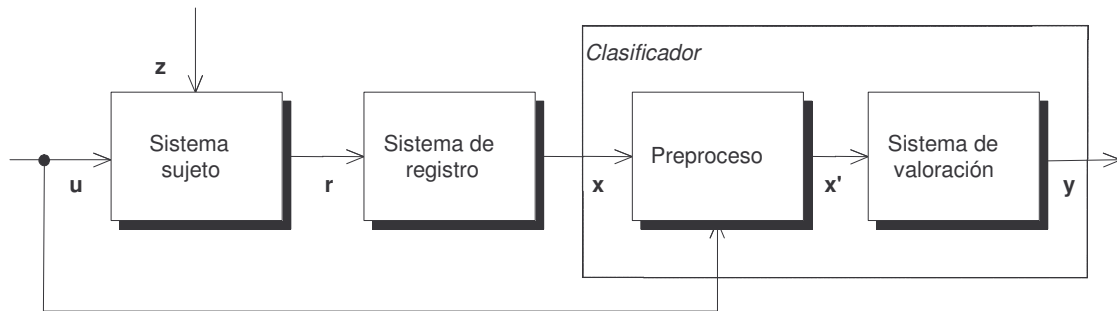 Clasificador
z
Sistema
sujeto
Sistema de
registro
Preproceso
Sistema de
valoración
u
r
x
x'
y